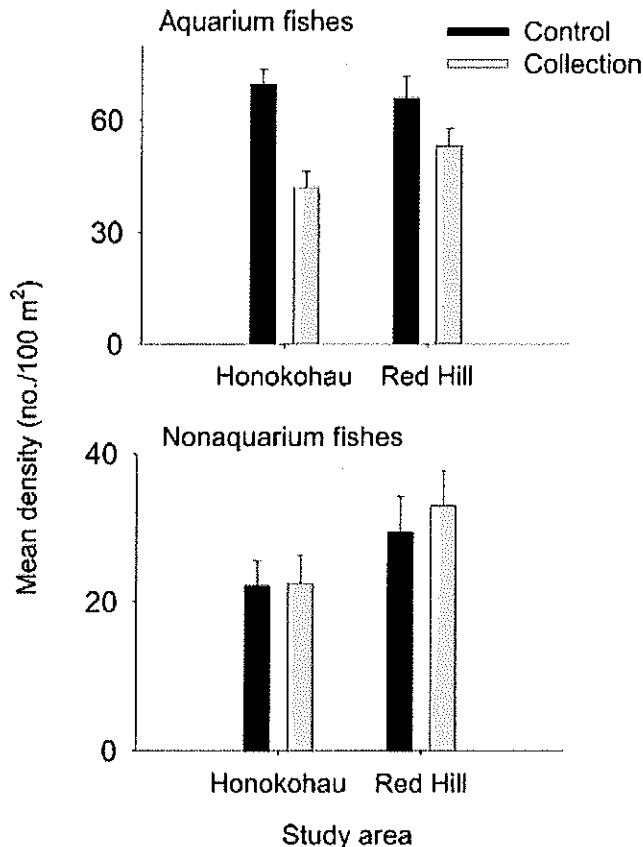 Aquarium fishes
Control
Collection
60
30
0
Honokohau Red Hill
Nonaquarium fishes
40
20
0
Honokohau Red Hill
Mean density (no./100 m²)
Study area